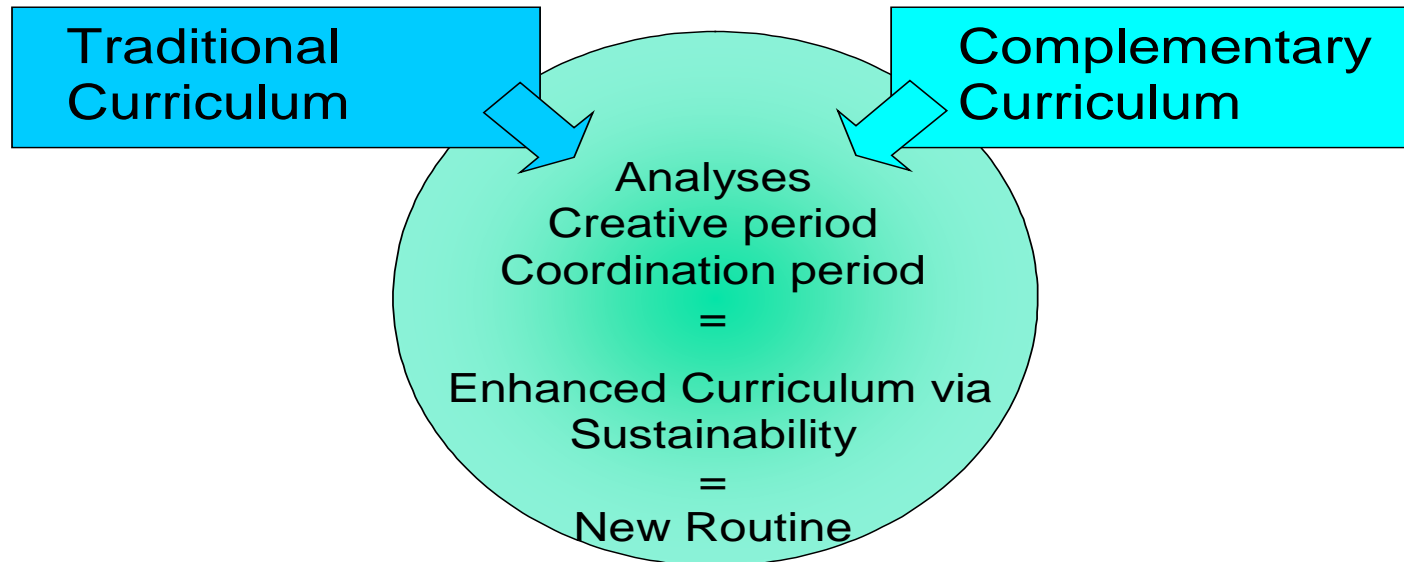 Traditional
Curriculum
Complementary
Curriculum
Analyses
Creative period
Coordination period
=
Enhanced Curriculum via
Sustainability
=
New Routine